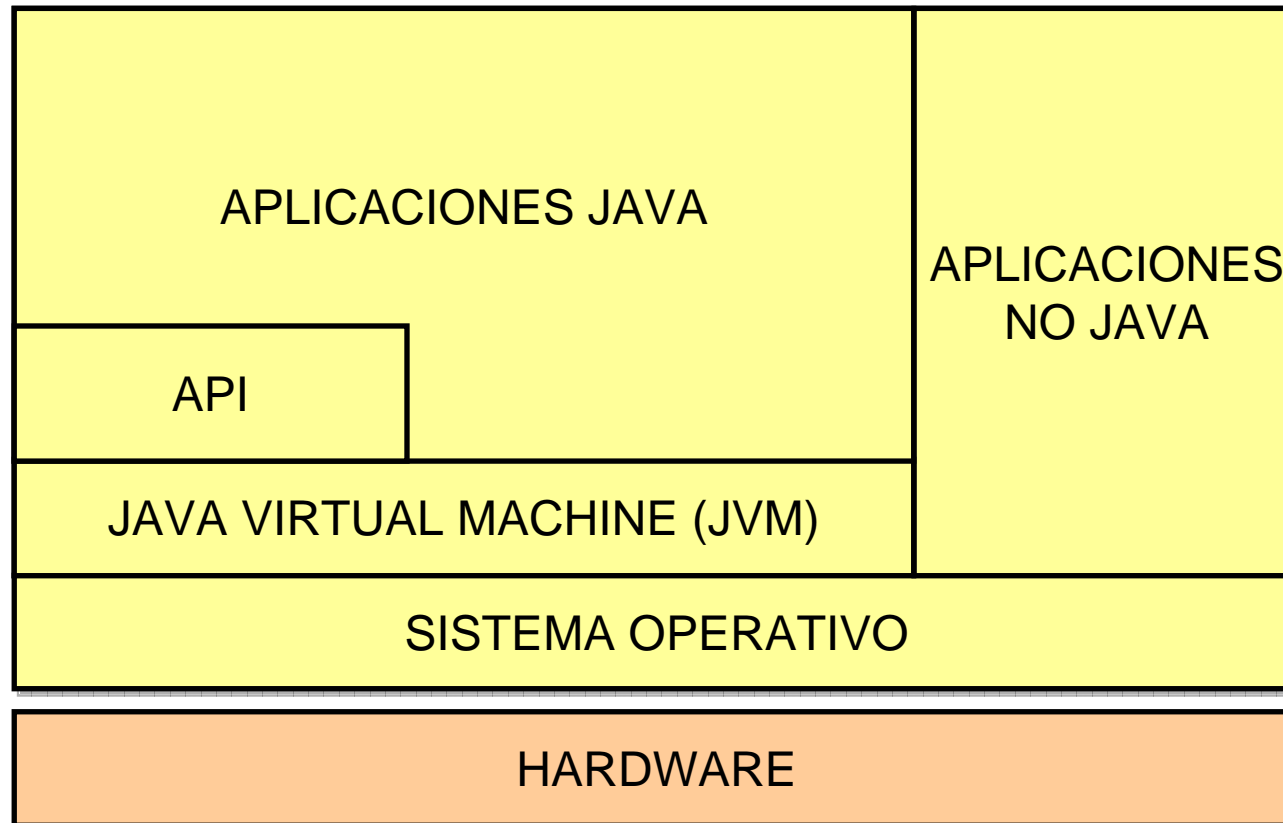 APLICACIONES JAVA
APLICACIONES
NO JAVA
API
JAVA VIRTUAL MACHINE (JVM)
SISTEMA OPERATIVO
HARDWARE